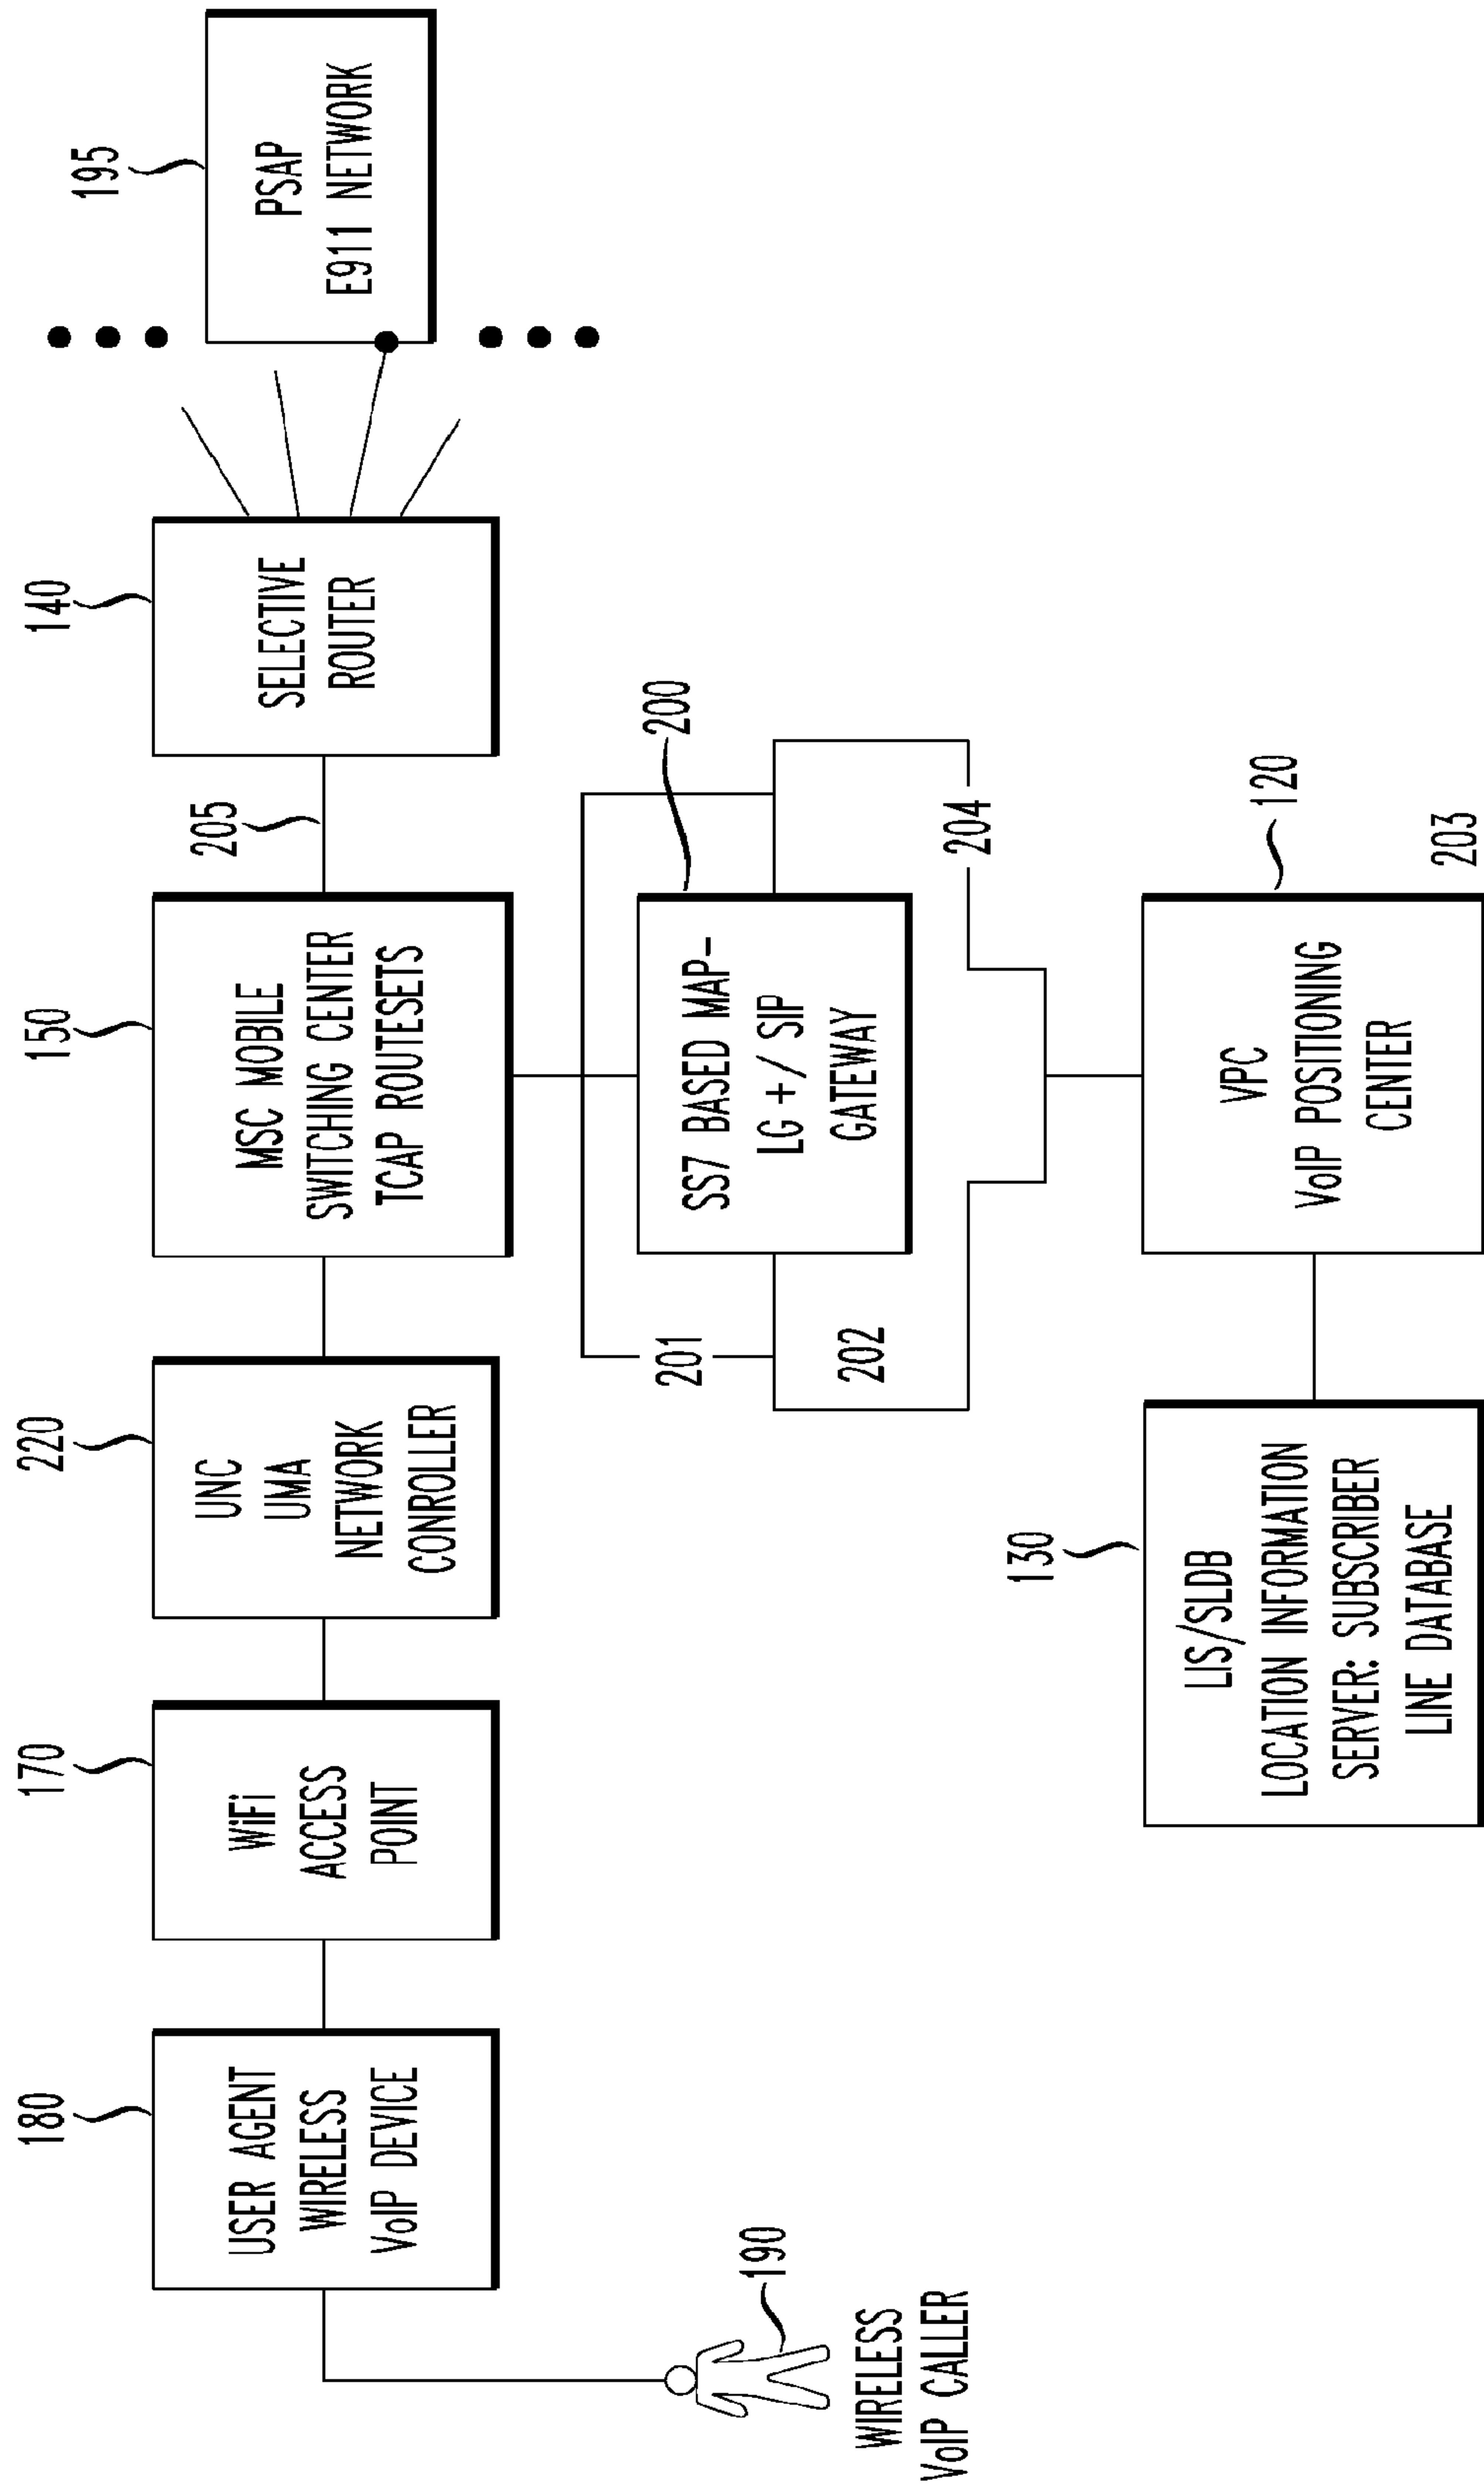 180
USER AGENT
WIRELESS
VoIP DEVICE
170
WiFi
ACCESS
POINT
220
UNC
UMA
NETWORK
CONROLLER
150
MSC MOBILE
SWITCHING CENTER
TCAP ROUTESETS
205
140
SELECTIVE
ROUTER
195
PSAP
E911 NETWORK
190
WIRELESS
VoIP CALLER
201
202
200
SS7 BASED MAP-
LG +/ SIP
GATEWAY
204
130
LIS/SLDB
LOCATION INFORMATION
SERVER: SUBSCRIBER
LINE DATABASE
120
VPC
VoIP POSITIONING
CENTER
203